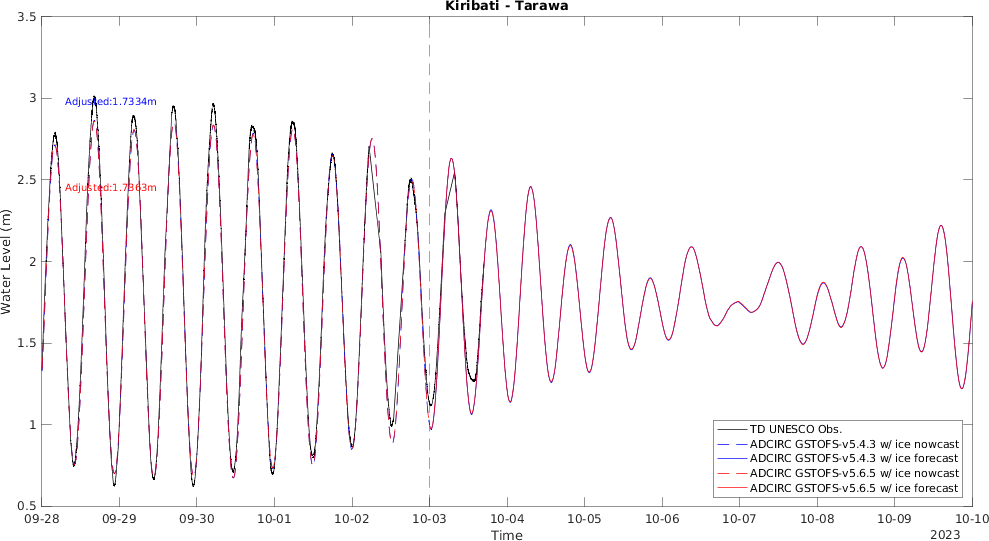 Kiribati - Tarawa
3.5
3
2.5
2
1.5
1
0.5
Water Level (m)
Adjusted:1.7334m
Adjusted:1.7363m
TD UNESCO Obs.
ADCIRC GSTOFS-v5.4.3 w/ ice nowcast
ADCIRC GSTOFS-v5.4.3 w/ ice forecast
ADCIRC GSTOFS-v5.6.5 w/ ice nowcast
ADCIRC GSTOFS-v5.6.5 w/ ice forecast
09-28 09-29 09-30 10-01 10-02 10-03 10-04 10-05 10-06 10-07 10-08 10-09 10-10
Time
2023